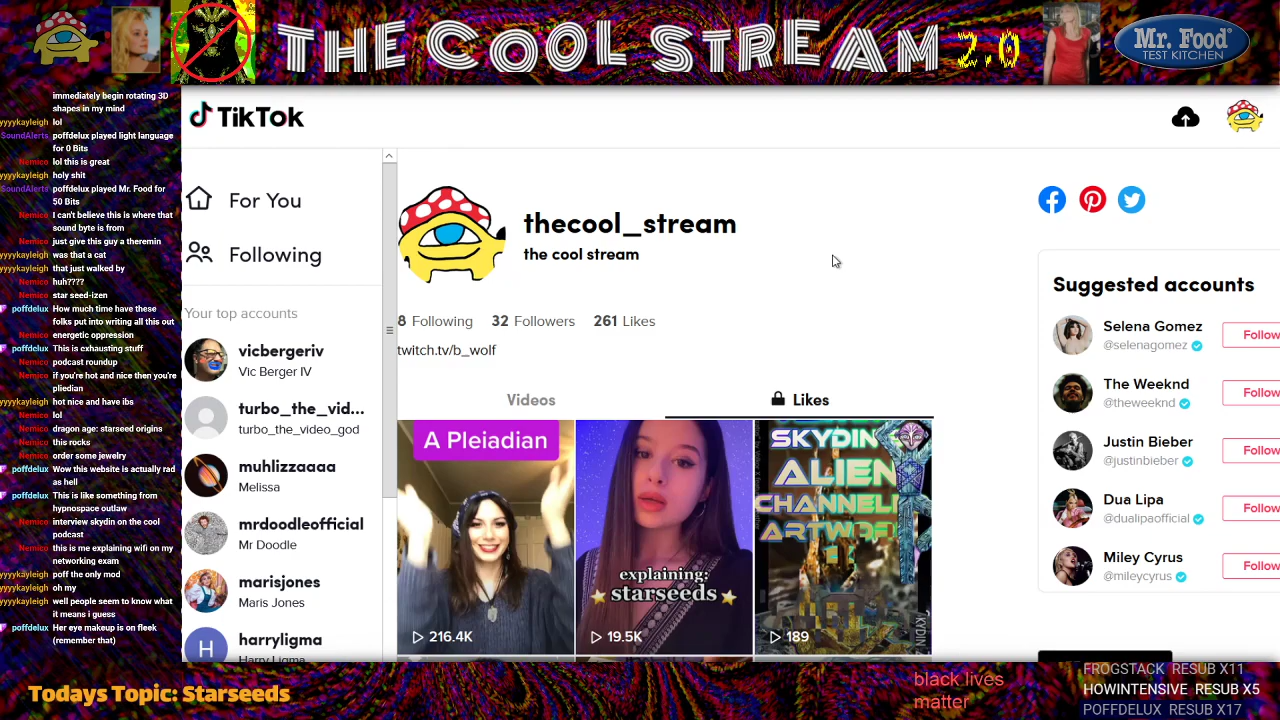 THE COOL STREAM 2.0
Mr. Food®
TEST KITCHEN
immediately begin rotating 3D
shapes in my mind
yyyykayleigh lol
SoundAlerts poffdelux played light language
for 0 Bits
Nemico lol this is great
yyyykayleigh holy shit
SoundAlerts poffdelux played Mr. Food for
50 Bits
Nemico I can't believe this is where that
sound byte is from
Nemico just give this guy a theremin
yyyykayleigh was that a cat
yyyykayleigh that just walked by
Nemico huh????
Nemico star seed-izen
poffdelux How much time have these
folks put into writing all this out
Nemico energetic oppression
poffdelux This is exhausting stuff
Nemico podcast roundup
Nemico if you're hot and nice then you're
pliedian
yyyykayleigh hot nice and have ibs
Nemico lol
Nemico dragon age: starseed origins
Nemico this rocks
Nemico order some jewelry
poffdelux Wow this website is actually rad
as hell
poffdelux This is like something from
hypnospace outlaw
Nemico interview skydin on the cool
podcast
Nemico this is me explaining wifi on my
networking exam
yyyykayleigh poff the only mod
yyyykayleigh oh my
yyyykayleigh well people seem to know what
it means i guess
poffdelux Her eye makeup is on fleek
(remember that)
TikTok
For You
Following
Your top accounts
vicbergeriv
Vic Berger IV
turbo_the_vid...
turbo_the_video_god
muhlizzaaaa
Melissa
mrdoodleofficial
Mr Doodle
marisjones
Maris Jones
H
harryligma
Harry Ligma
thecool_stream
the cool stream
8 Following 32 Followers 261 Likes
twitch.tv/b_wolf
Videos
Likes
A Pleiadian
216.4K
explaining:
starseeds
19.5K
SKYDIN
ALIEN
CHANNELI
ARTWOR
189
Suggested accounts
Selena Gomez
@selenagomez
Follow
The Weeknd
@theweeknd
Follow
Justin Bieber
@justinbieber
Follow
Dua Lipa
@dualipaofficial
Follow
Miley Cyrus
@mileycyrus
Follow
Todays Topic: Starseeds
black lives
matter
FROGSTACK RESUB X11
HOWINTENSIVE RESUB X5
POFFDELUX RESUB X17